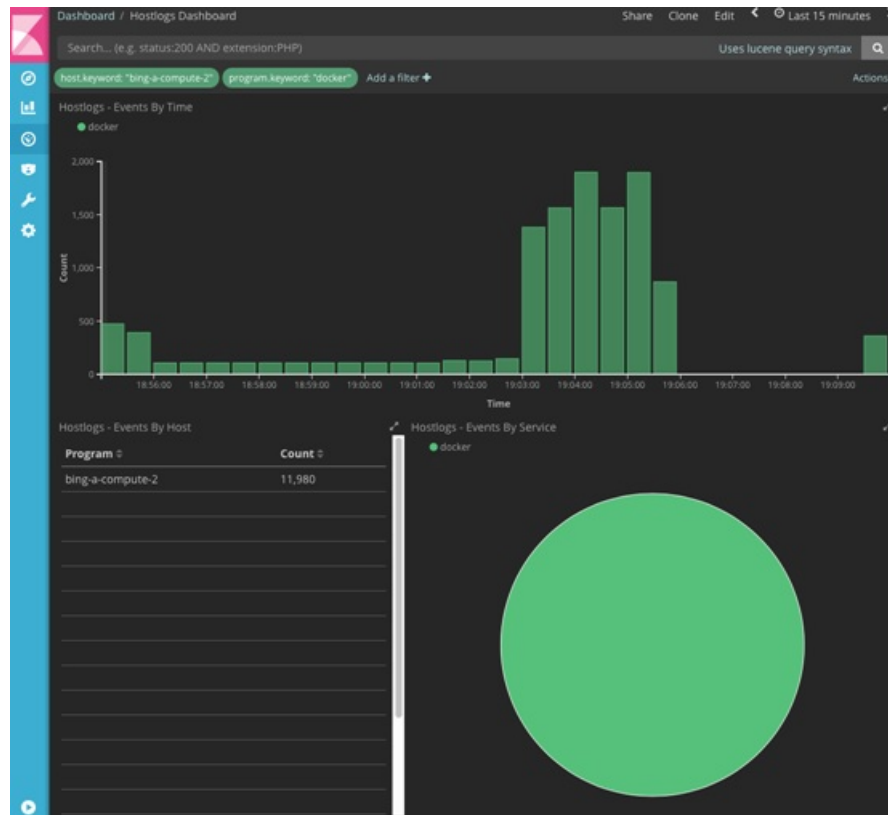 Dashboard / Hostlogs Dashboard Share Clone Edit Last 15 minutes
Search... (e.g. status:200 AND extension:PHP) Uses lucene query syntax
host.keyword: "bing-a-compute-2" program.keyword: "docker" Add a filter + Actions
Hostlogs - Events By Time
docker
2,000
1,500
1,000
500
0
Count
18:56:00 18:57:00 18:58:00 18:59:00 19:00:00 19:01:00 19:02:00 19:03:00 19:04:00 19:05:00 19:06:00 19:07:00 19:08:00 19:09:00
Time
Hostlogs - Events By Host
Program Count
bing-a-compute-2 11,980
Hostlogs - Events By Service
docker